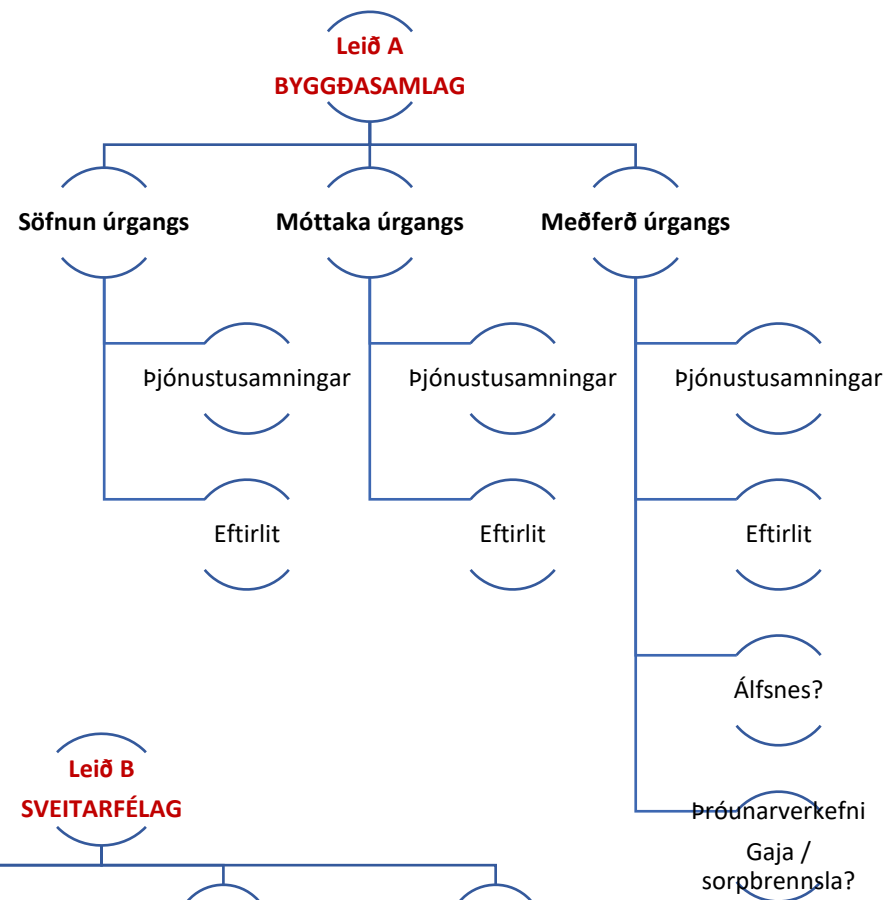 Leið A
BYGGÐASAMLAG
Söfnun úrgangs
Móttaka úrgangs
Meðferð úrgangs
Þjónustusamningar
Þjónustusamningar
Þjónustusamningar
Eftirlit
Eftirlit
Eftirlit
Álfsnes?
Leið B
SVEITARFÉLAG
Þróunarverkefni
Gaja /
sorpbrennsla?